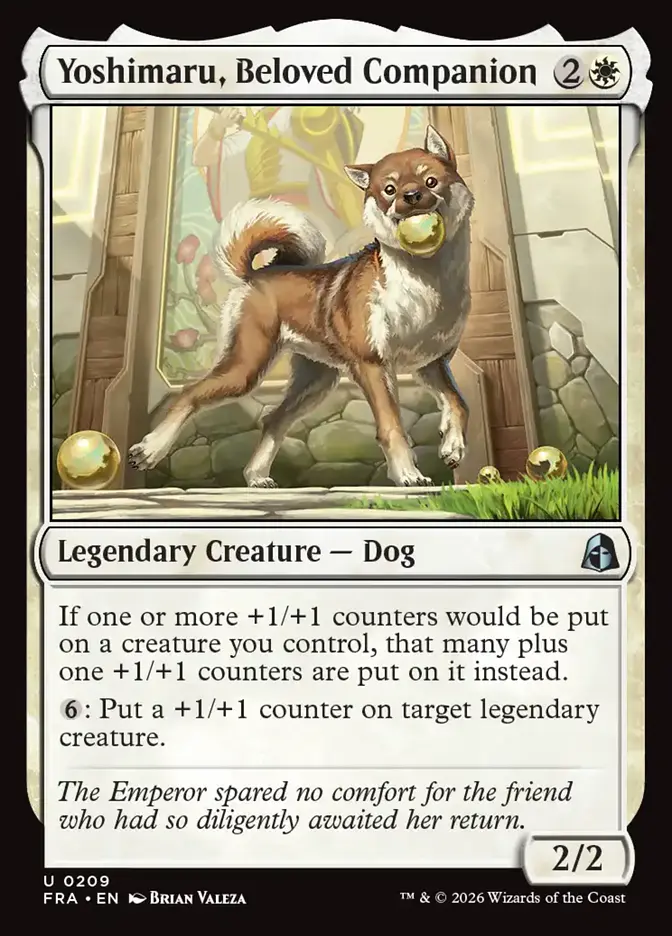 Yoshimaru, Beloved Companion 2
Legendary Creature — Dog
If one or more +1/+1 counters would be put
on a creature you control, that many plus
one +1/+1 counters are put on it instead.
6: Put a +1/+1 counter on target legendary
creature.
The Emperor spared no comfort for the friend
who had so diligently awaited her return.
2/2
U 0209
FRA • EN Brian Valeza
™ & © 2026 Wizards of the Coast